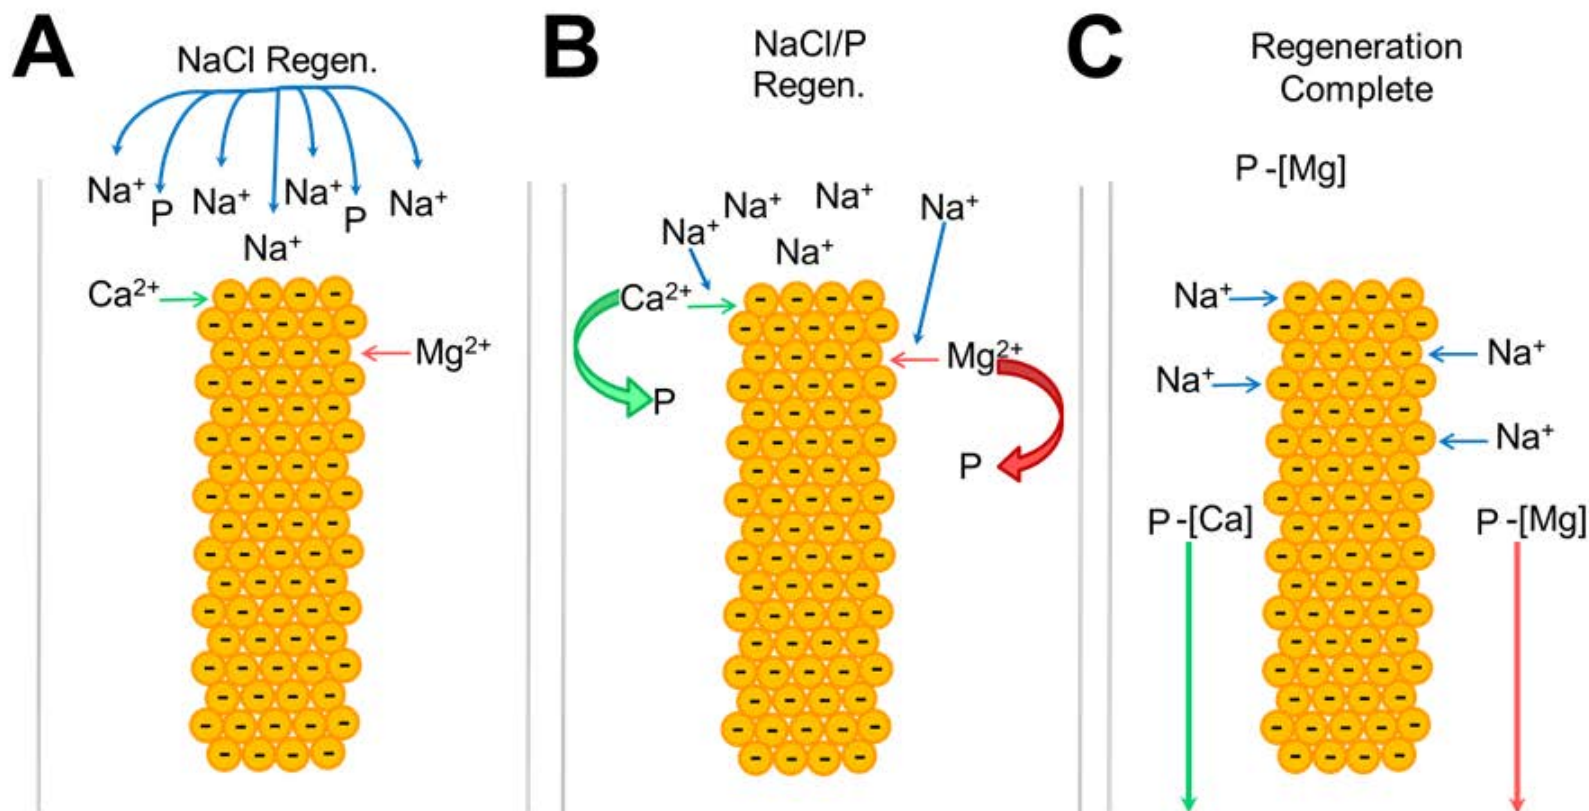 A
NaCl Regen.
Na⁺ P Na⁺ Na⁺ P Na⁺
Na⁺
Ca²⁺
Mg²⁺
B
NaCl/P
Regen.
Na⁺ Na⁺ Na⁺ Na⁺
Na⁺
Ca²⁺
Mg²⁺
P
P
C
Regeneration
Complete
P -[Mg]
Na⁺
Na⁺
Na⁺
Na⁺
P -[Ca] P -[Mg]